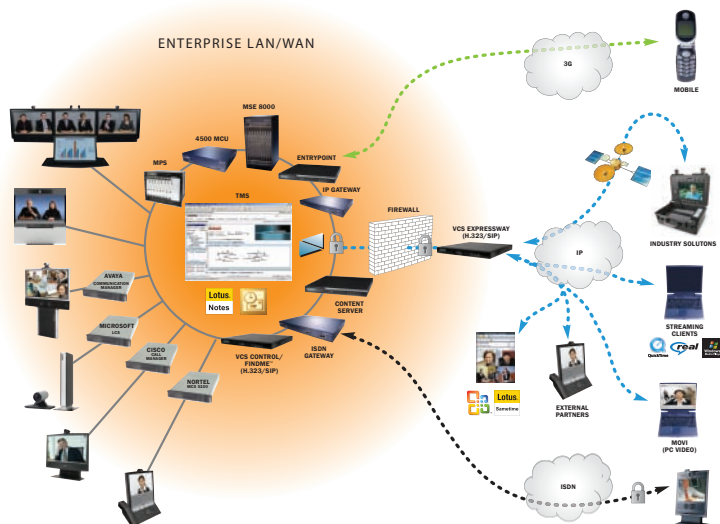 ENTERPRISE LAN/WAN
3G
MOBILE
MSE 8000
4500 MCU
ENTRYPOINT
MPS
IP GATEWAY
TMS
FIREWALL
VCS EXPRESSWAY
(H.323/SIP)
IP
INDUSTRY SOLUTONS
AVAYA
COMMUNICATION
MANAGER
Lotus
Notes
CONTENT
SERVER
MICROSOFT
LCS
CISCO
CALL
MANAGER
VCS CONTROL/
FINDME™
(H.323/SIP)
ISDN
GATEWAY
NORTEL
MCS 5100
STREAMING
CLIENTS
QuickTime
real
Lotus
Sametime
EXTERNAL
PARTNERS
MOVI
(PC VIDEO)
ISDN